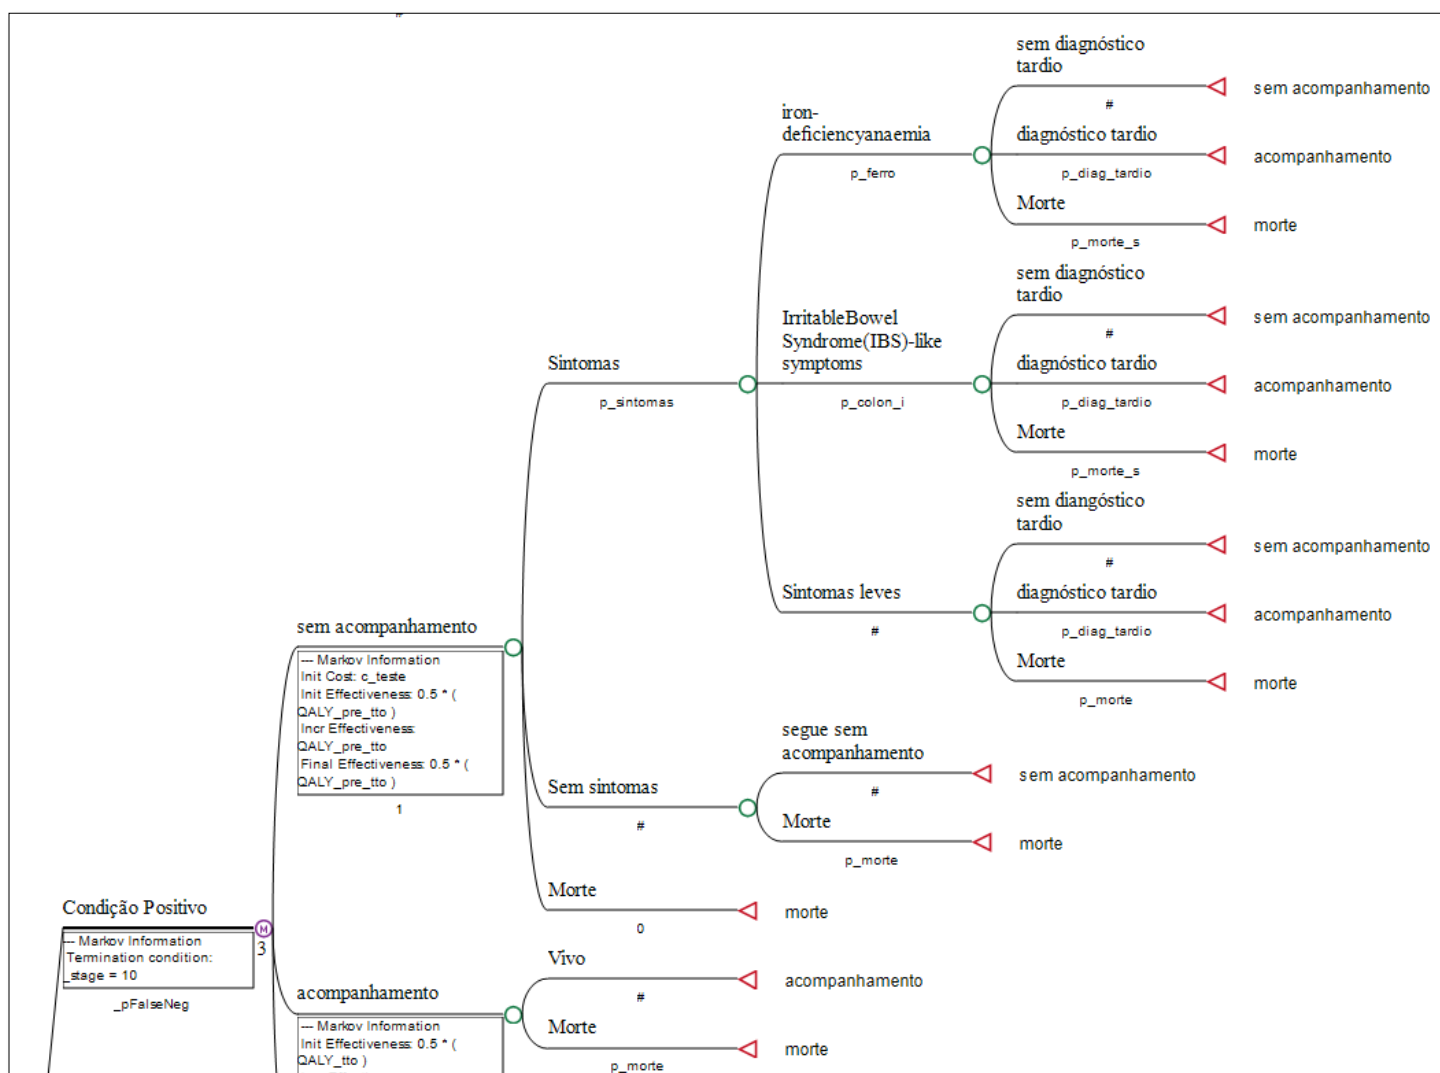 #
sem diagnóstico
tardio
sem acompanhamento
#
iron-
deficiencyanaemia
p_ferro
diagnóstico tardio
acompanhamento
p_diag_tardio
Morte
morte
p_morte_s
sem diagnóstico
tardio
sem acompanhamento
#
IrritableBowel
Syndrome(IBS)-like
symptoms
p_colon_i
diagnóstico tardio
acompanhamento
p_diag_tardio
Morte
morte
p_morte_s
Sintomas
p_sintomas
sem diangóstico
tardio
sem acompanhamento
#
Sintomas leves
#
diagnóstico tardio
acompanhamento
p_diag_tardio
Morte
morte
p_morte
sem acompanhamento
--- Markov Information
Init Cost: c_teste
Init Effectiveness: 0.5 * (
QALY_pre_tto )
Incr Effectiveness:
QALY_pre_tto
Final Effectiveness: 0.5 * (
QALY_pre_tto )
1
segue sem
acompanhamento
sem acompanhamento
#
Sem sintomas
#
Morte
morte
p_morte
Morte
morte
0
Condição Positivo
--- Markov Information
Termination condition:
_stage = 10
_pFalseNeg
M
3
Vivo
acompanhamento
#
acompanhamento
--- Markov Information
Init Effectiveness: 0.5 * (
QALY_tto )
Morte
morte
p_morte